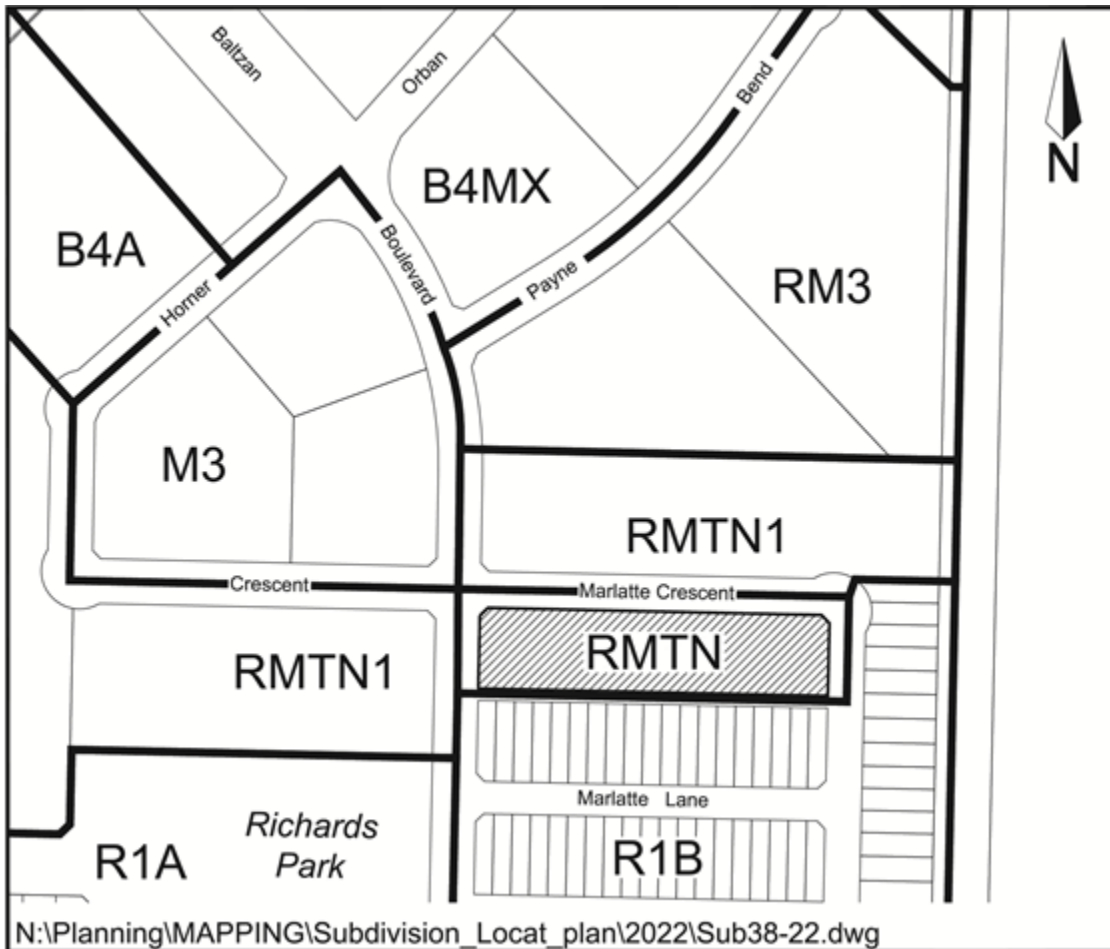 Baltzan
Orban
Bend
N
B4MX
B4A
Boulevard
Payne
RM3
Horner
M3
RMTN1
Crescent
Marlatte Crescent
RMTN
RMTN1
Marlatte Lane
Richards
Park
R1A
R1B
N:\Planning\MAPPING\Subdivision_Locat_plan\2022\Sub38-22.dwg